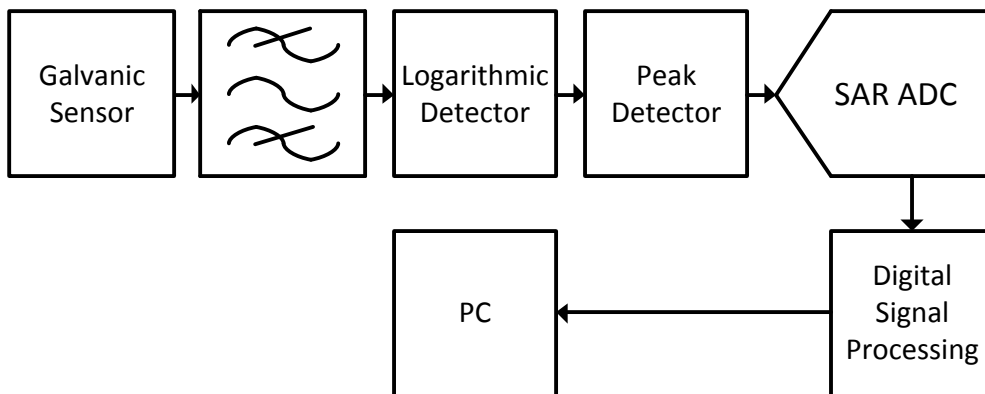 Galvanic
Sensor
Logarithmic
Detector
Peak
Detector
SAR ADC
PC
Digital
Signal
Processing